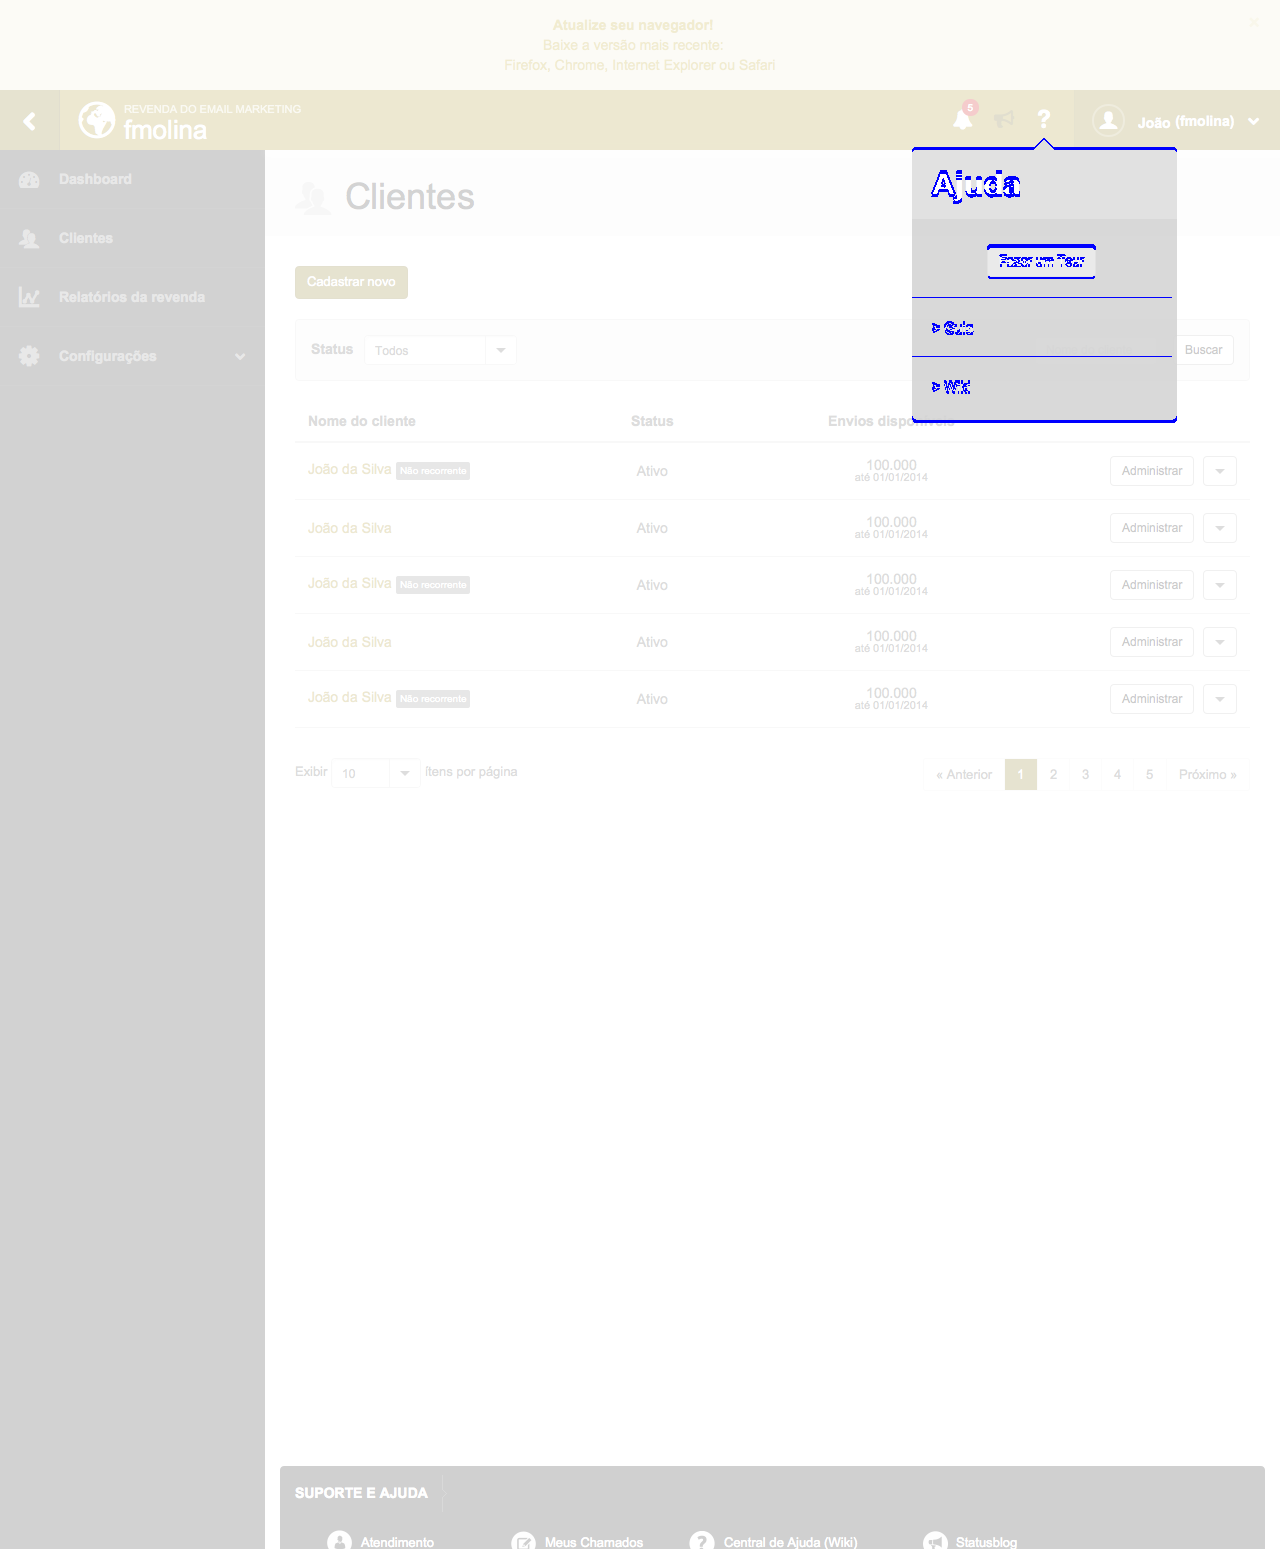 Atualize seu navegador!
Baixe a versão mais recente:
Firefox, Chrome, Internet Explorer ou Safari
REVENDA DO EMAIL MARKETING
fmolina
5
João (fmolina)
Dashboard
Clientes
Relatórios da revenda
Configurações
Clientes
Ajuda
Fazer um Tour
> Guia
> Wiki
Cadastrar novo
Status Todos Buscar
Nome do cliente Status Envios disponíveis
João da Silva Não recorrente Ativo 100.000 Administrar
até 01/01/2014
João da Silva Ativo 100.000 Administrar
até 01/01/2014
João da Silva Não recorrente Ativo 100.000 Administrar
até 01/01/2014
João da Silva Ativo 100.000 Administrar
até 01/01/2014
João da Silva Não recorrente Ativo 100.000 Administrar
até 01/01/2014
Exibir 10 ítens por página « Anterior 1 2 3 4 5 Próximo »
SUPORTE E AJUDA
Atendimento Meus Chamados Central de Ajuda (Wiki) Statusblog